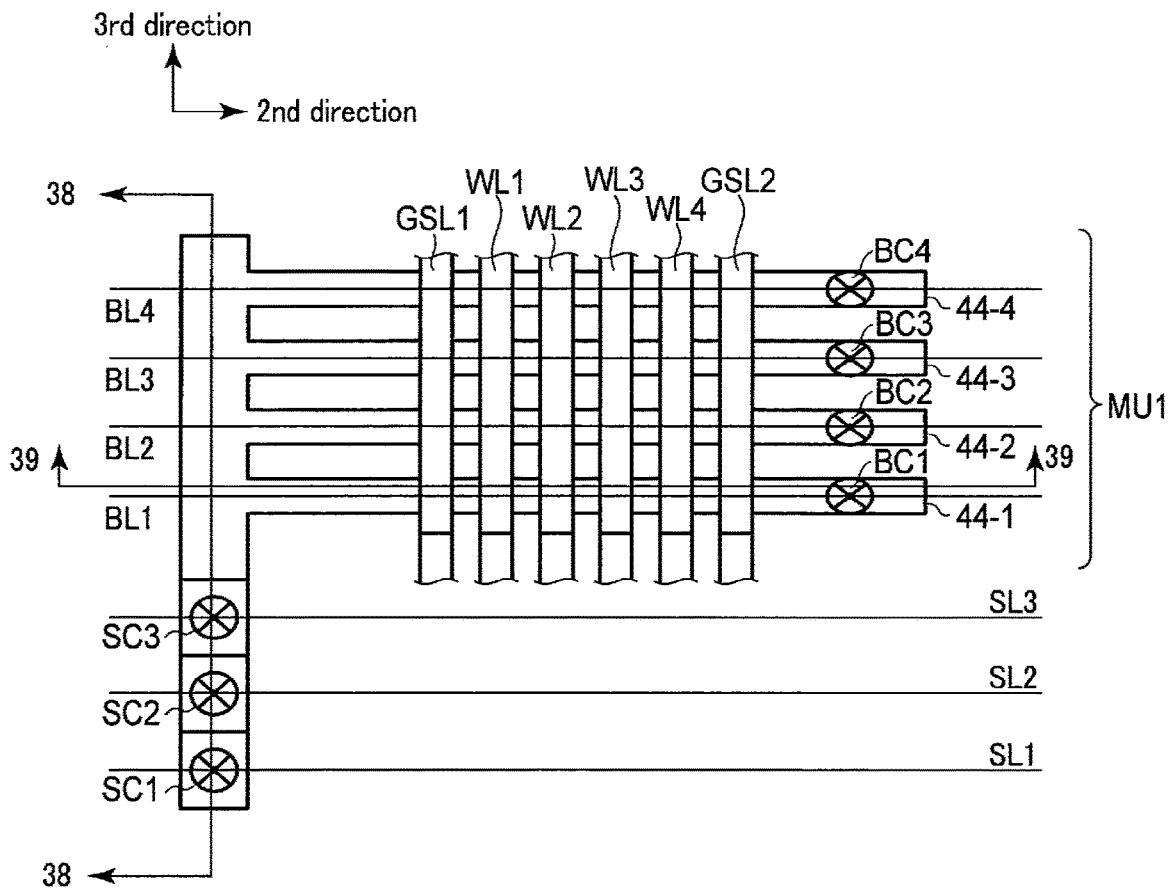 3rd direction
2nd direction
38
WL1
WL3
GSL2
GSL1
WL2
WL4
BC4
BL4
44-4
BC3
BL3
44-3
BC2
MU1
BL2
44-2
39
BC1
39
BL1
44-1
SL3
SC3
SL2
SC2
SL1
SC1
38